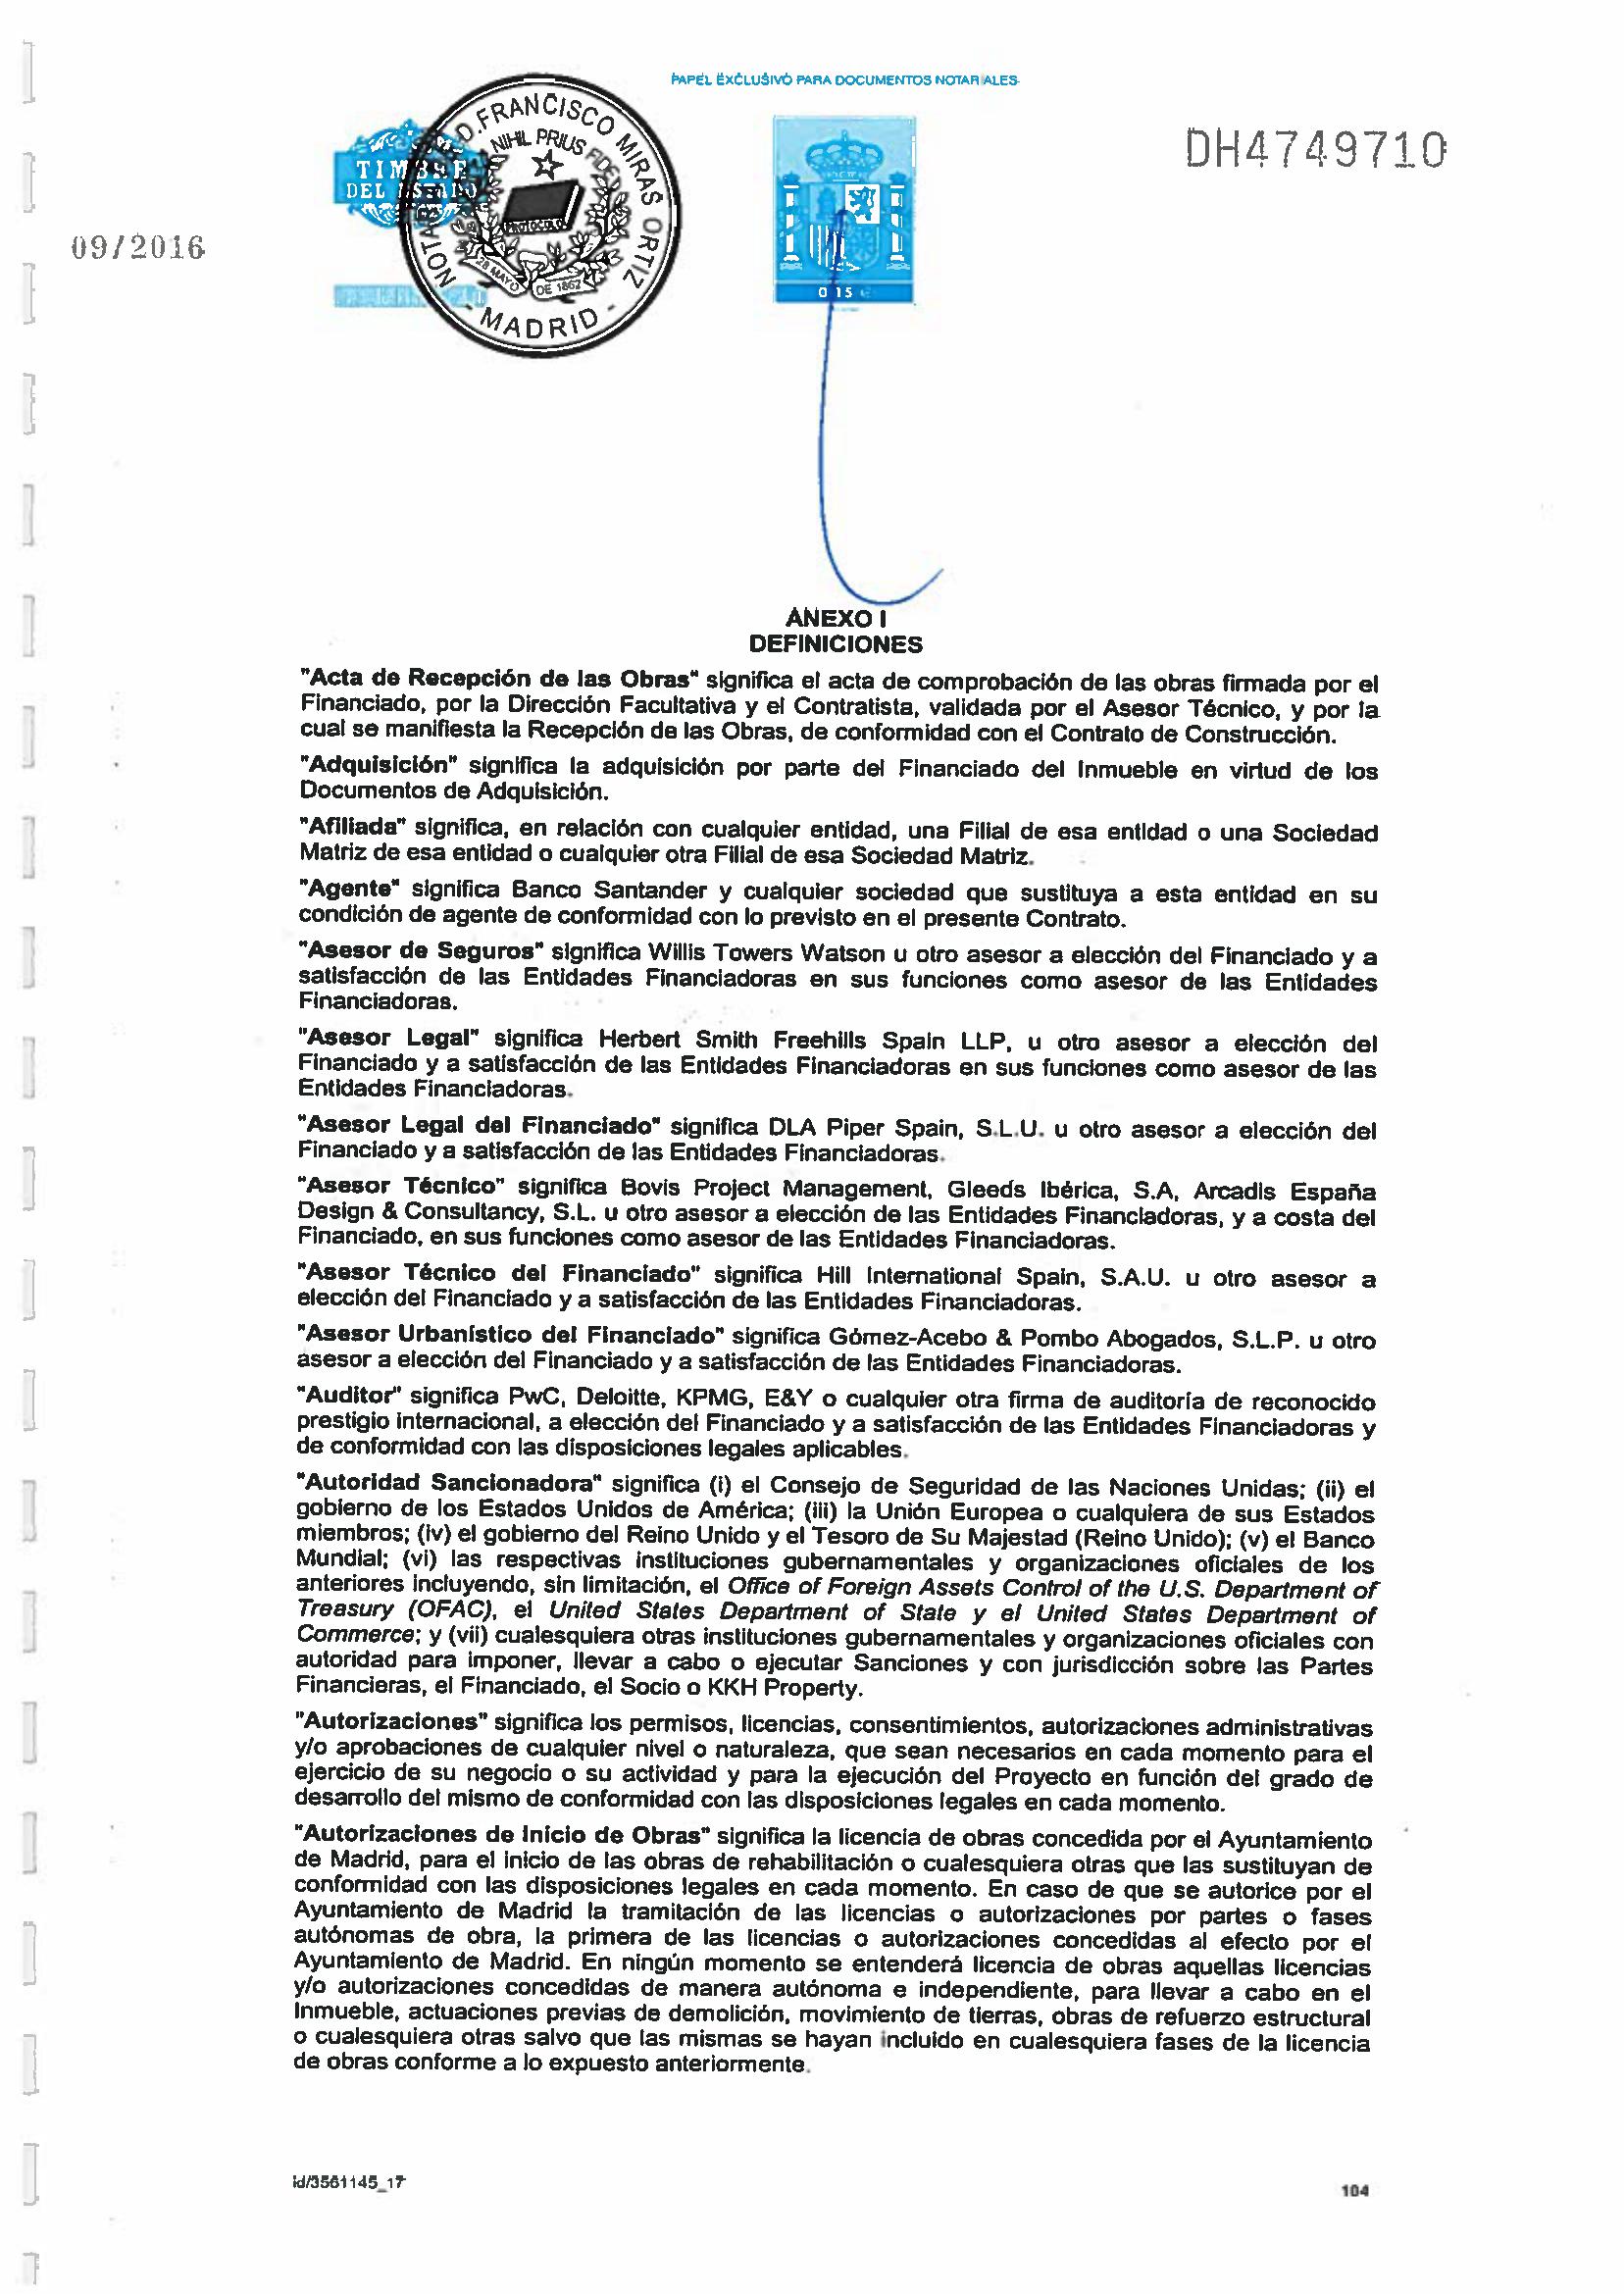 PAPEL EXCLUSIVO PARA DOCUMENTOS NOTARIALES
DH4749710
TIMBRE
DEL ESTADO
NOTARIO D. FRANCISCO MIRAS ORTIZ
NIHIL PRIUS FIDE
PROTOCOLO
28 MAYO DE 1862
- MADRID -
0,15 €
09/2016
ANEXO I
DEFINICIONES
"Acta de Recepción de las Obras" significa el acta de comprobación de las obras firmada por el
Financiado, por la Dirección Facultativa y el Contratista, validada por el Asesor Técnico, y por la
cual se manifiesta la Recepción de las Obras, de conformidad con el Contrato de Construcción.
"Adquisición" significa la adquisición por parte del Financiado del Inmueble en virtud de los
Documentos de Adquisición.
"Afiliada" significa, en relación con cualquier entidad, una Filial de esa entidad o una Sociedad
Matriz de esa entidad o cualquier otra Filial de esa Sociedad Matriz.
"Agente" significa Banco Santander y cualquier sociedad que sustituya a esta entidad en su
condición de agente de conformidad con lo previsto en el presente Contrato.
"Asesor de Seguros" significa Willis Towers Watson u otro asesor a elección del Financiado y a
satisfacción de las Entidades Financiadoras en sus funciones como asesor de las Entidades
Financiadoras.
"Asesor Legal" significa Herbert Smith Freehills Spain LLP, u otro asesor a elección del
Financiado y a satisfacción de las Entidades Financiadoras en sus funciones como asesor de las
Entidades Financiadoras.
"Asesor Legal del Financiado" significa DLA Piper Spain, S.L.U. u otro asesor a elección del
Financiado y a satisfacción de las Entidades Financiadoras.
"Asesor Técnico" significa Bovis Project Management, Gleeds Ibérica, S.A, Arcadis España
Design & Consultancy, S.L. u otro asesor a elección de las Entidades Financiadoras, y a costa del
Financiado, en sus funciones como asesor de las Entidades Financiadoras.
"Asesor Técnico del Financiado" significa Hill International Spain, S.A.U. u otro asesor a
elección del Financiado y a satisfacción de las Entidades Financiadoras.
"Asesor Urbanístico del Financiado" significa Gómez-Acebo & Pombo Abogados, S.L.P. u otro
asesor a elección del Financiado y a satisfacción de las Entidades Financiadoras.
"Auditor" significa PwC, Deloitte, KPMG, E&Y o cualquier otra firma de auditoría de reconocido
prestigio internacional, a elección del Financiado y a satisfacción de las Entidades Financiadoras y
de conformidad con las disposiciones legales aplicables.
"Autoridad Sancionadora" significa (i) el Consejo de Seguridad de las Naciones Unidas; (ii) el
gobierno de los Estados Unidos de América; (iii) la Unión Europea o cualquiera de sus Estados
miembros; (iv) el gobierno del Reino Unido y el Tesoro de Su Majestad (Reino Unido); (v) el Banco
Mundial; (vi) las respectivas instituciones gubernamentales y organizaciones oficiales de los
anteriores incluyendo, sin limitación, el Office of Foreign Assets Control of the U.S. Department of
Treasury (OFAC), el United States Department of State y el United States Department of
Commerce; y (vii) cualesquiera otras instituciones gubernamentales y organizaciones oficiales con
autoridad para imponer, llevar a cabo o ejecutar Sanciones y con jurisdicción sobre las Partes
Financieras, el Financiado, el Socio o KKH Property.
"Autorizaciones" significa los permisos, licencias, consentimientos, autorizaciones administrativas
y/o aprobaciones de cualquier nivel o naturaleza, que sean necesarios en cada momento para el
ejercicio de su negocio o su actividad y para la ejecución del Proyecto en función del grado de
desarrollo del mismo de conformidad con las disposiciones legales en cada momento.
"Autorizaciones de Inicio de Obras" significa la licencia de obras concedida por el Ayuntamiento
de Madrid, para el inicio de las obras de rehabilitación o cualesquiera otras que las sustituyan de
conformidad con las disposiciones legales en cada momento. En caso de que se autorice por el
Ayuntamiento de Madrid la tramitación de las licencias o autorizaciones por partes o fases
autónomas de obra, la primera de las licencias o autorizaciones concedidas al efecto por el
Ayuntamiento de Madrid. En ningún momento se entenderá licencia de obras aquellas licencias
y/o autorizaciones concedidas de manera autónoma e independiente, para llevar a cabo en el
Inmueble, actuaciones previas de demolición, movimiento de tierras, obras de refuerzo estructural
o cualesquiera otras salvo que las mismas se hayan incluido en cualesquiera fases de la licencia
de obras conforme a lo expuesto anteriormente.
id/3561145_17
104